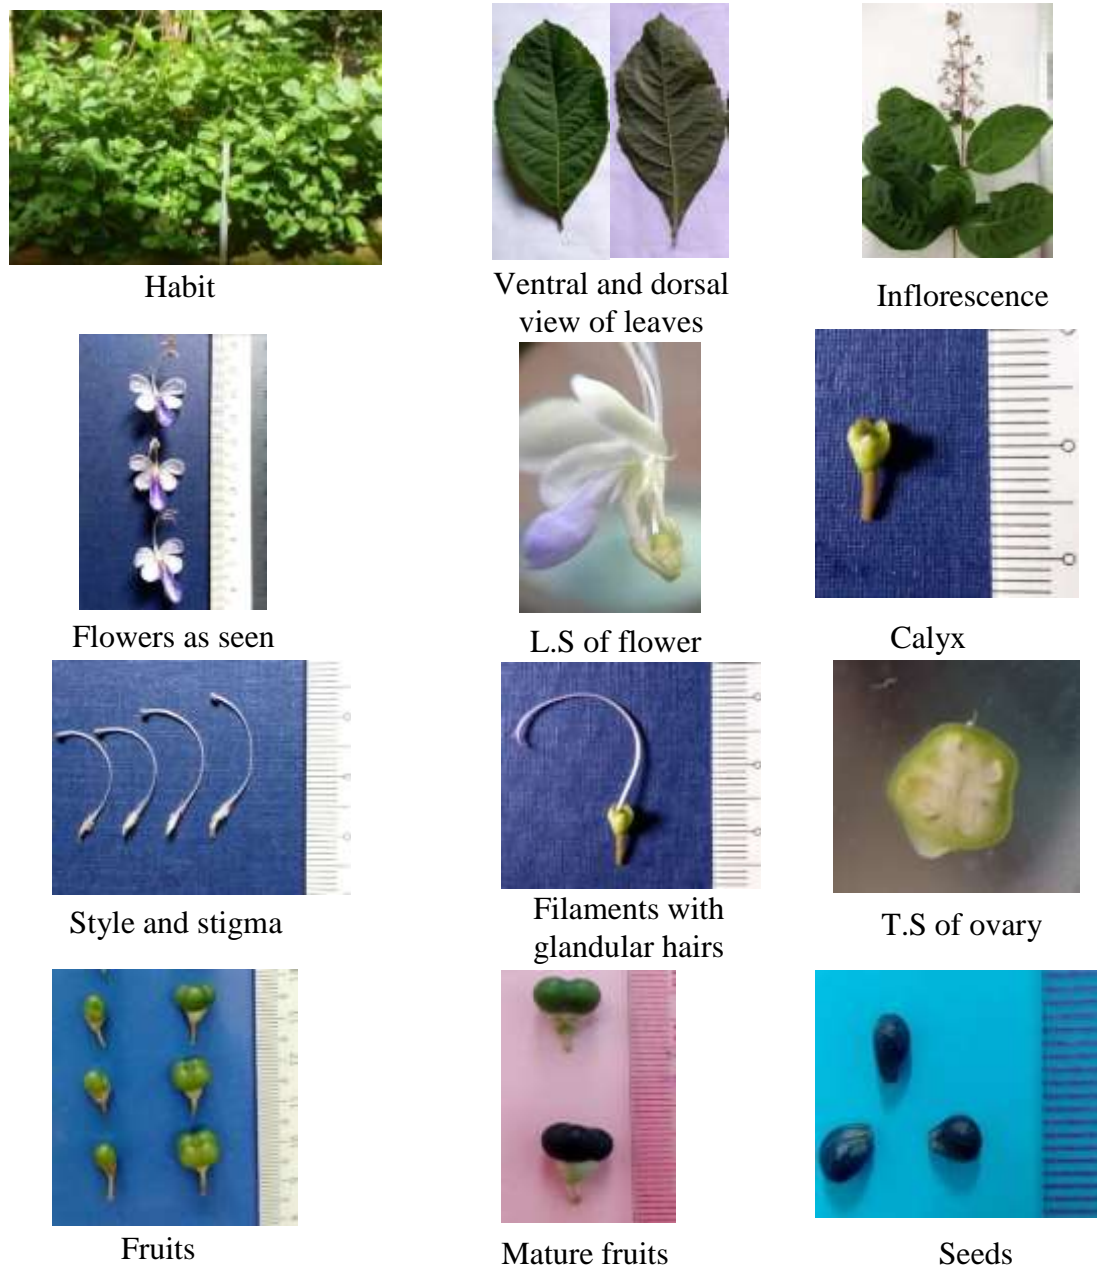 Habit
Ventral and dorsal
view of leaves
Inflorescence
Flowers as seen
L.S of flower
Calyx
Style and stigma
Filaments with
glandular hairs
T.S of ovary
Fruits
Mature fruits
Seeds